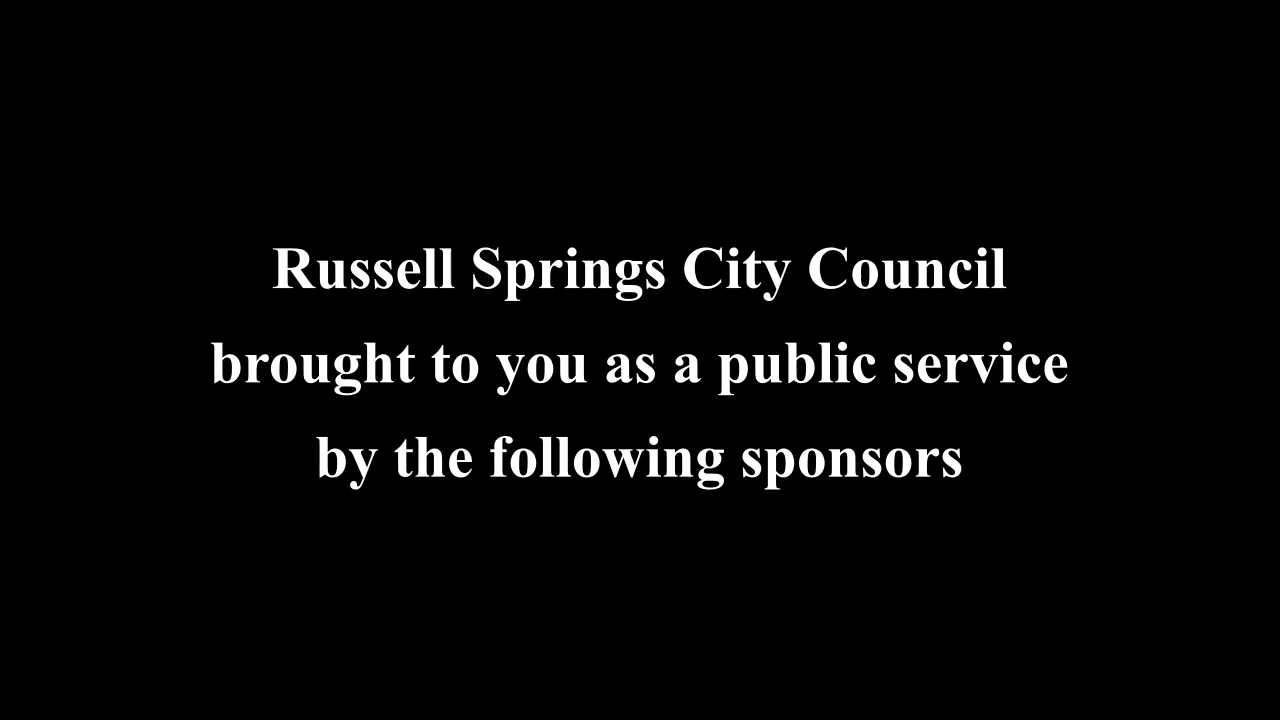 Russell Springs City Council
brought to you as a public service
by the following sponsors